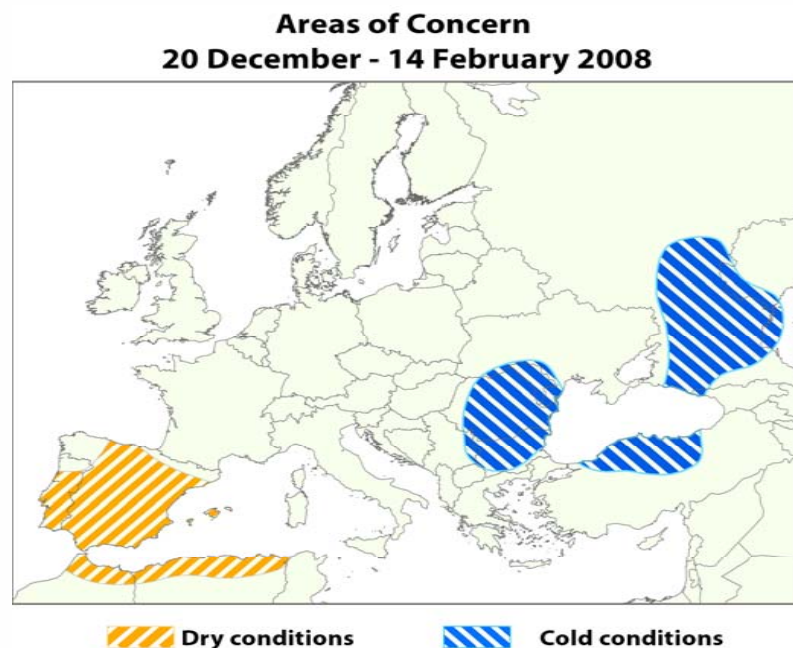 Areas of Concern
20 December - 14 February 2008
Dry conditions
Cold conditions